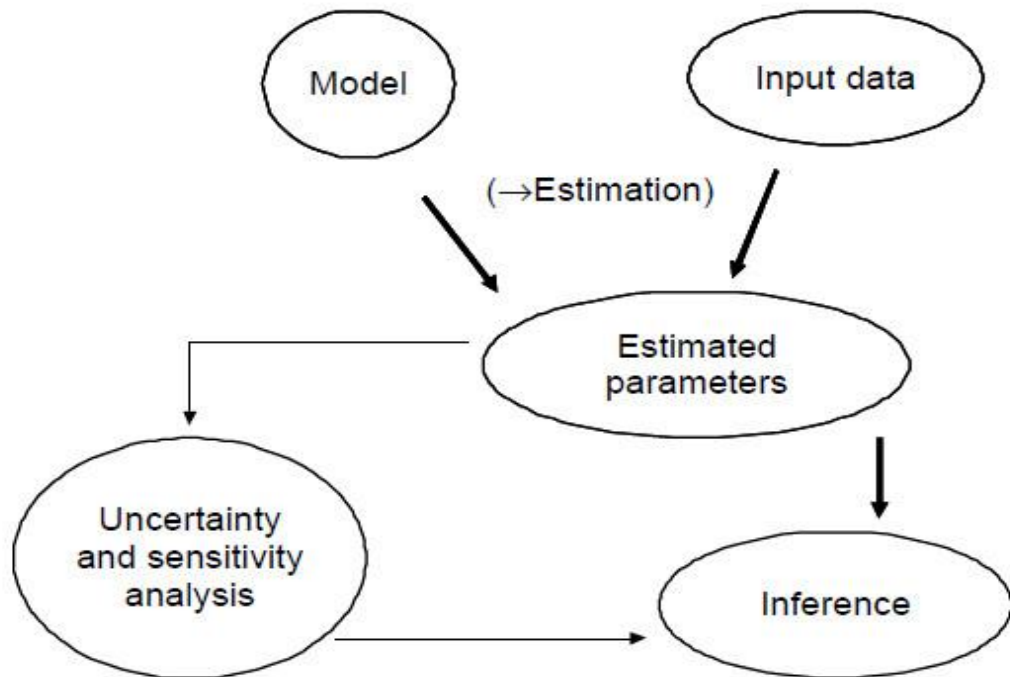 Model
Input data
(→Estimation)
Estimated
parameters
Uncertainty
and sensitivity
analysis
Inference